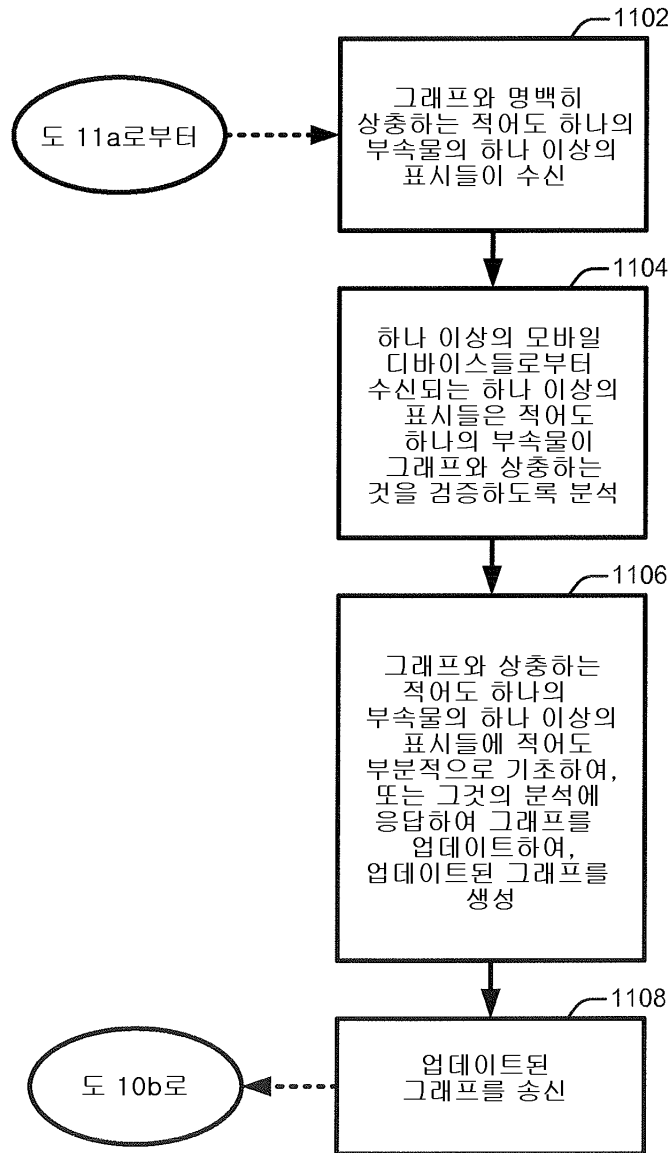 1102
도 11a로부터
그래프와 명백히
상충하는 적어도 하나의
부속물의 하나 이상의
표시들이 수신
1104
하나 이상의 모바일
디바이스들로부터
수신되는 하나 이상의
표시들은 적어도
하나의 부속물이
그래프와 상충하는
것을 검증하도록 분석
1106
그래프와 상충하는
적어도 하나의
부속물의 하나 이상의
표시들에 적어도
부분적으로 기초하여,
또는 그것의 분석에
응답하여 그래프를
업데이트하여,
업데이트된 그래프를
생성
1108
업데이트된
그래프를 송신
도 10b로